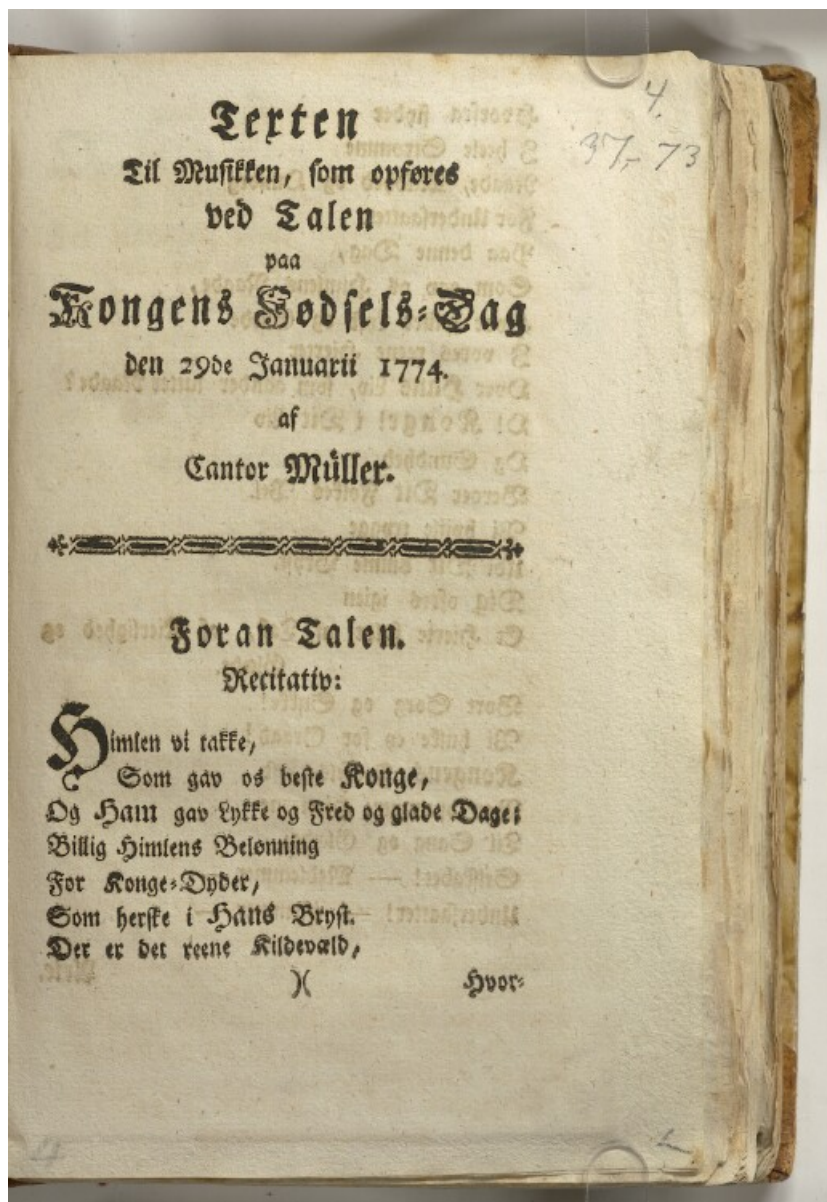 4.
37,-73
Texten
Til Musikken, som opføres
ved Talen
paa
Kongens Fødsels-Dag
den 29de Januarii 1774.
af
Cantor Müller.
Foran Talen.
Recitativ:
Himlen vi takke,
Som gav os beste Konge,
Og Ham gav Lykke og Fred og glade Dage;
Billig Himlens Belønning
For Konge-Dyder,
Som herske i Hans Bryst.
Der er det reene Kildevæld,
)( Hvor-